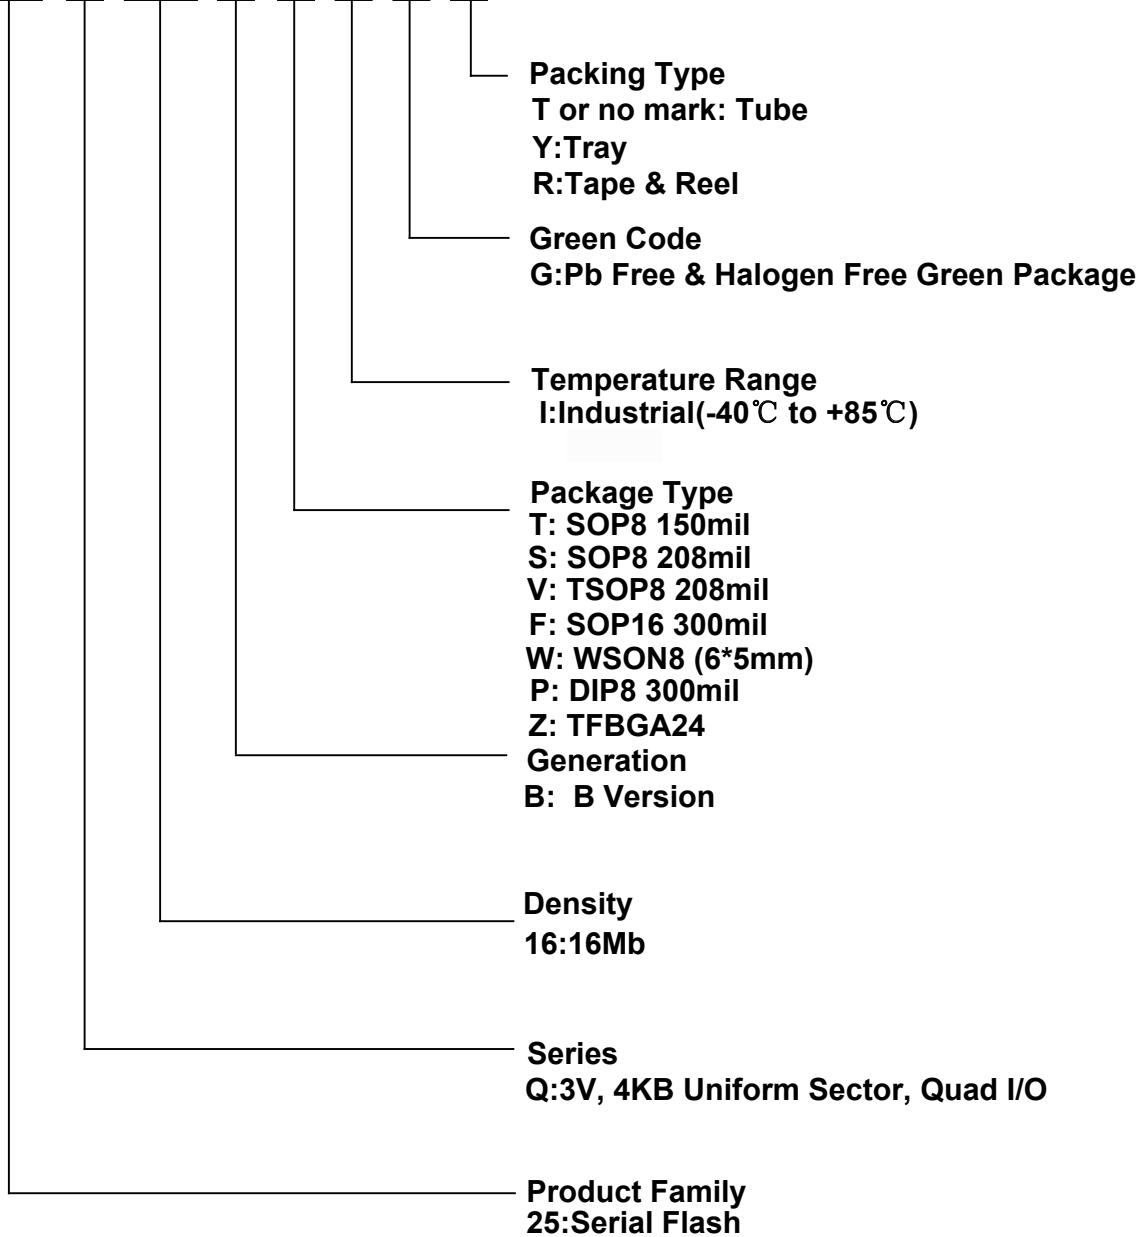 Packing Type
T or no mark: Tube
Y:Tray
R:Tape & Reel
Green Code
G:Pb Free & Halogen Free Green Package
Temperature Range
I:Industrial(-40℃ to +85℃)
Package Type
T: SOP8 150mil
S: SOP8 208mil
V: TSOP8 208mil
F: SOP16 300mil
W: WSON8 (6*5mm)
P: DIP8 300mil
Z: TFBGA24
Generation
B: B Version
Density
16:16Mb
Series
Q:3V, 4KB Uniform Sector, Quad I/O
Product Family
25:Serial Flash